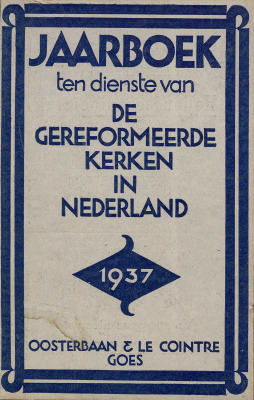 JAARBOEK
ten dienste van
DE
GEREFORMEERDE
KERKEN
IN
NEDERLAND
1937
OOSTERBAAN & LE COINTRE
GOES